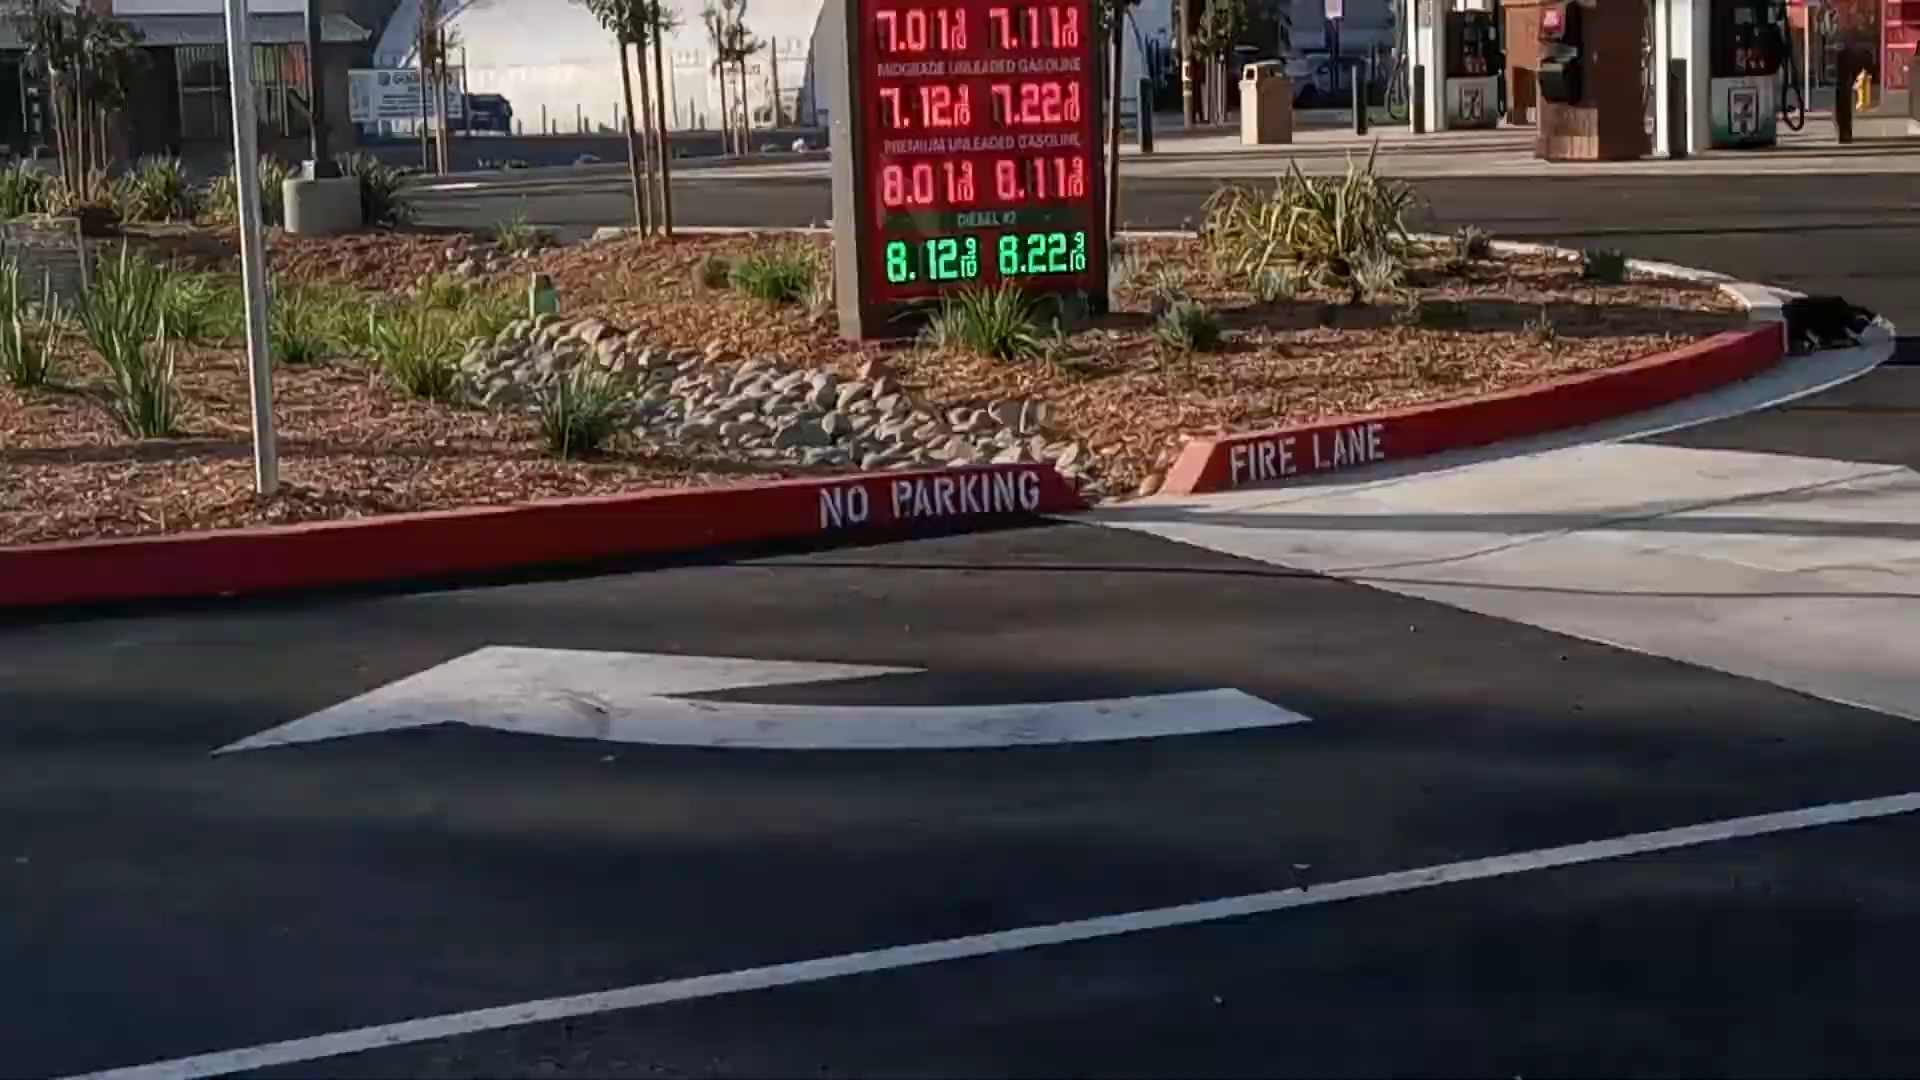 7.01 9/10 7.11 9/10
MIDGRADE UNLEADED GASOLINE
7.12 9/10 7.22 9/10
PREMIUM UNLEADED GASOLINE
8.01 9/10 8.11 9/10
DIESEL #2
8.12 9/10 8.22 9/10
7
7
NO PARKING
FIRE LANE